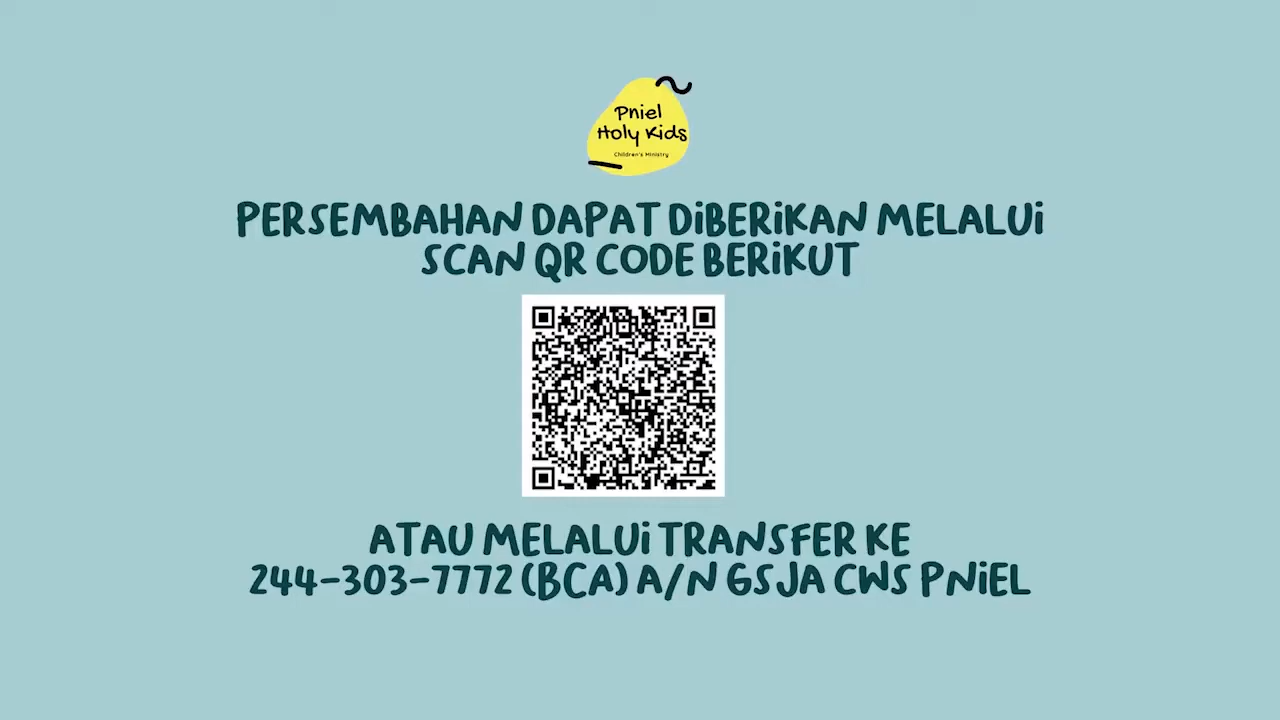 Pniel
Holy Kids
Children's Ministry
PERSEMBAHAN DAPAT DiBERiKAN MELALUi
SCAN QR CODE BERiKUT
ATAU MELALUi TRANSFER KE
244-303-7772 (BCA) A/N GSJA CWS PNiEL